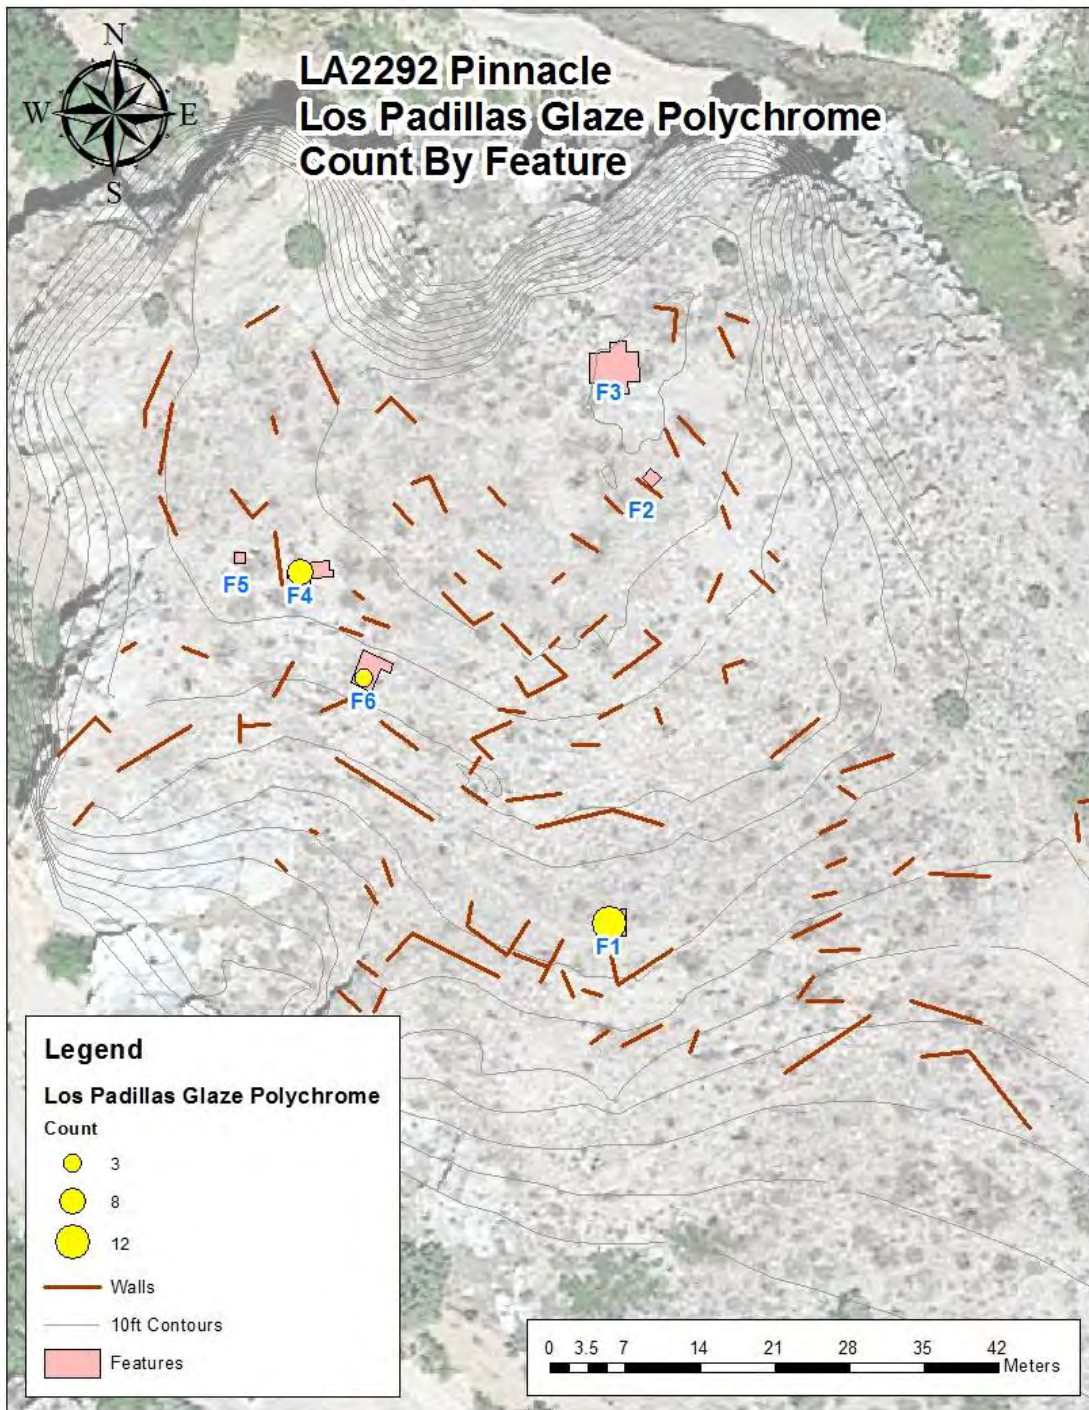 N
W E
S
LA2292 Pinnacle
Los Padillas Glaze Polychrome
Count By Feature
F3
F2
F5
F4
F6
F1
Legend
Los Padillas Glaze Polychrome
Count
3
8
12
Walls
10ft Contours
Features
0 3.5 7 14 21 28 35 42
Meters